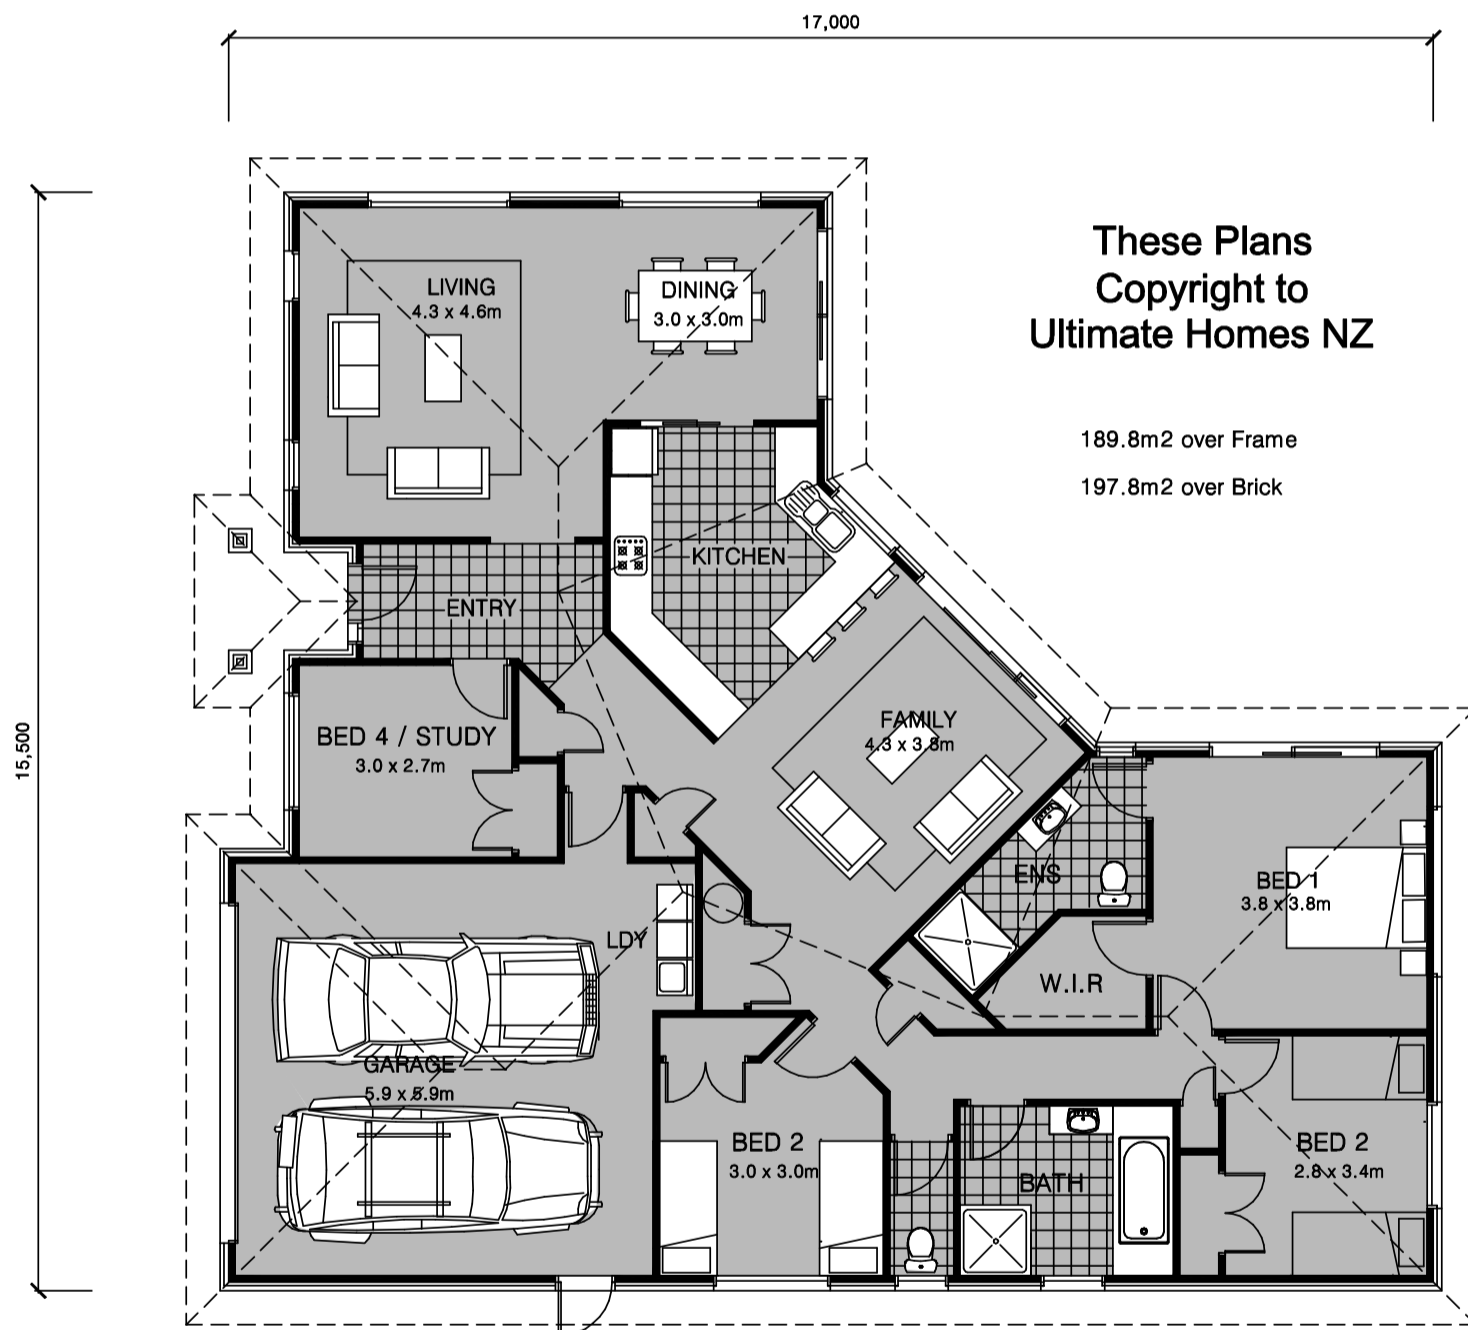 17,000
15,500
These Plans
Copyright to
Ultimate Homes NZ
189.8m2 over Frame
197.8m2 over Brick
LIVING
4.3 x 4.6m
DINING
3.0 x 3.0m
KITCHEN
ENTRY
BED 4 / STUDY
3.0 x 2.7m
FAMILY
4.3 x 3.8m
ENS
BED 1
3.8 x 3.8m
LDY
W.I.R
GARAGE
5.9 x 5.9m
BED 2
3.0 x 3.0m
BATH
BED 2
2.8 x 3.4m